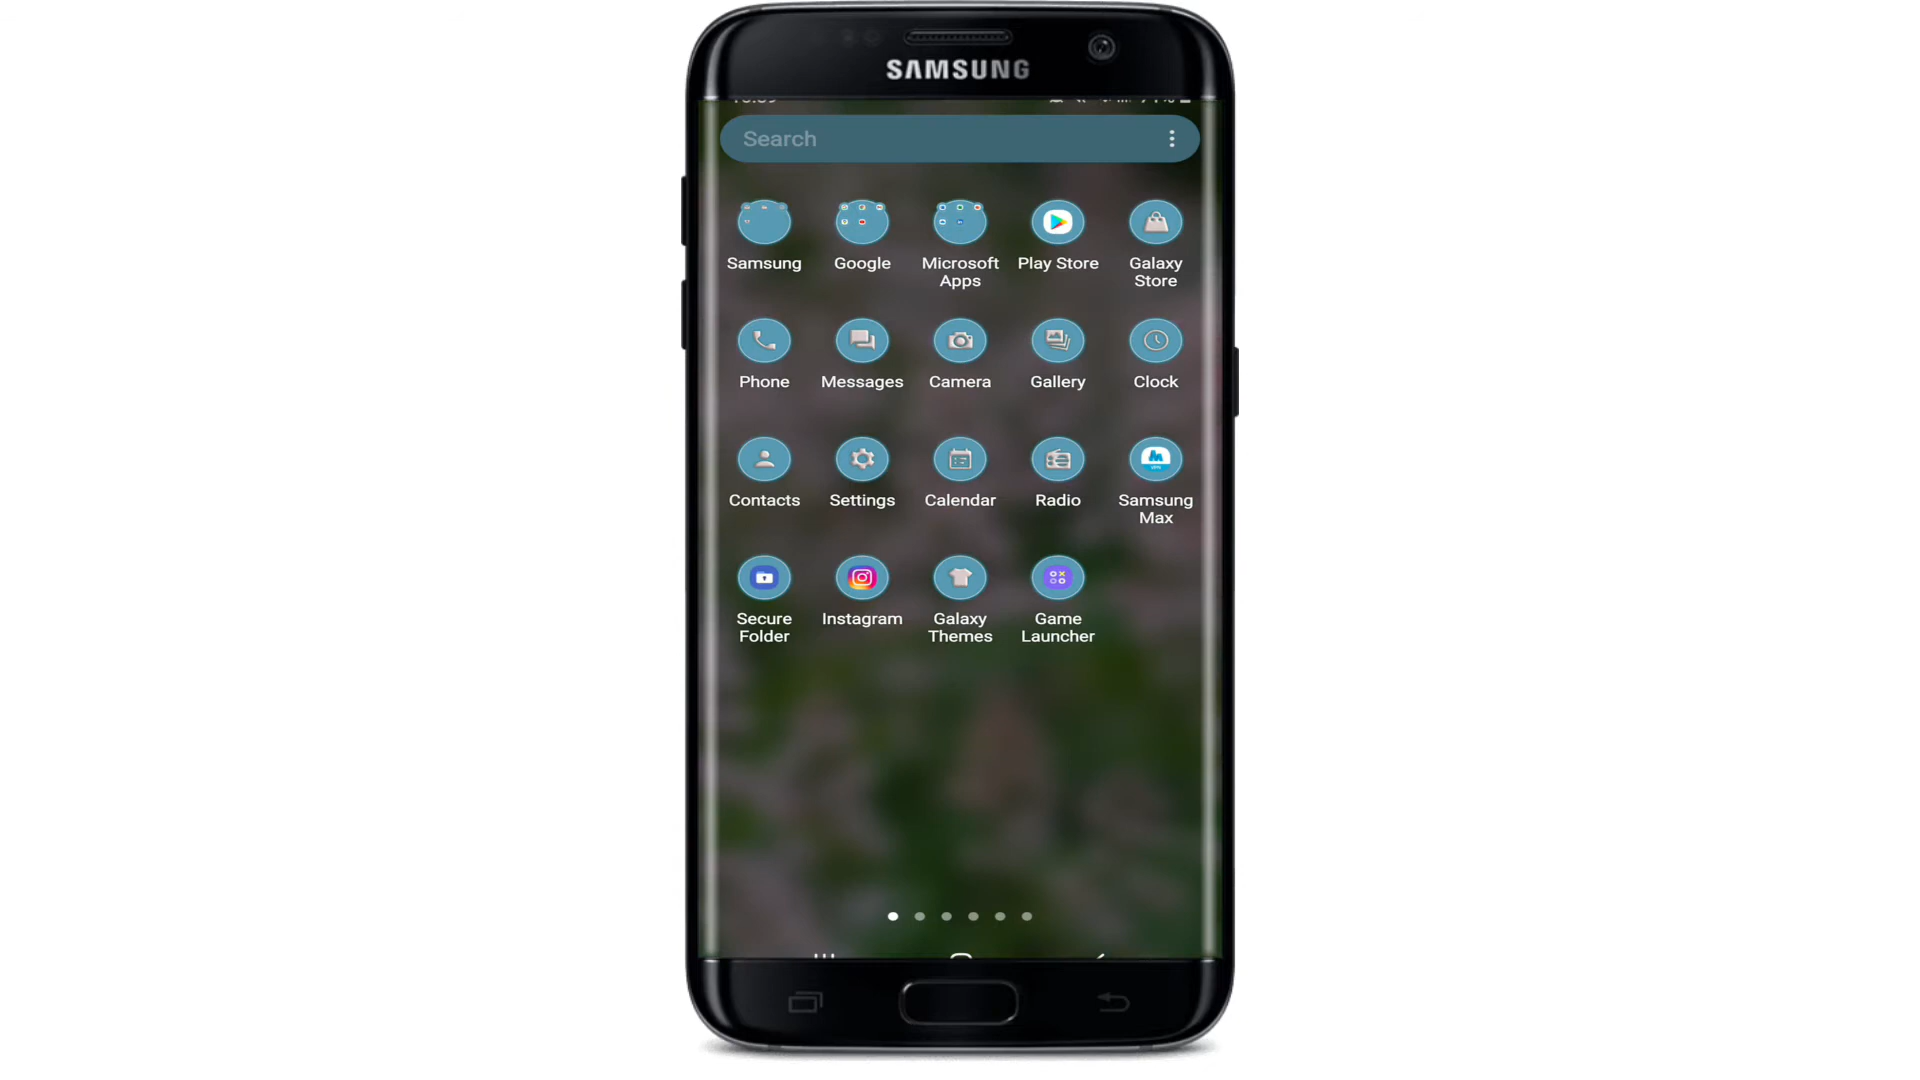 SAMSUNG
Search
Samsung
Google
Microsoft Apps
Play Store
Galaxy Store
Phone
Messages
Camera
Gallery
Clock
Contacts
Settings
Calendar
Radio
Samsung Max
Secure Folder
Instagram
Galaxy Themes
Game Launcher